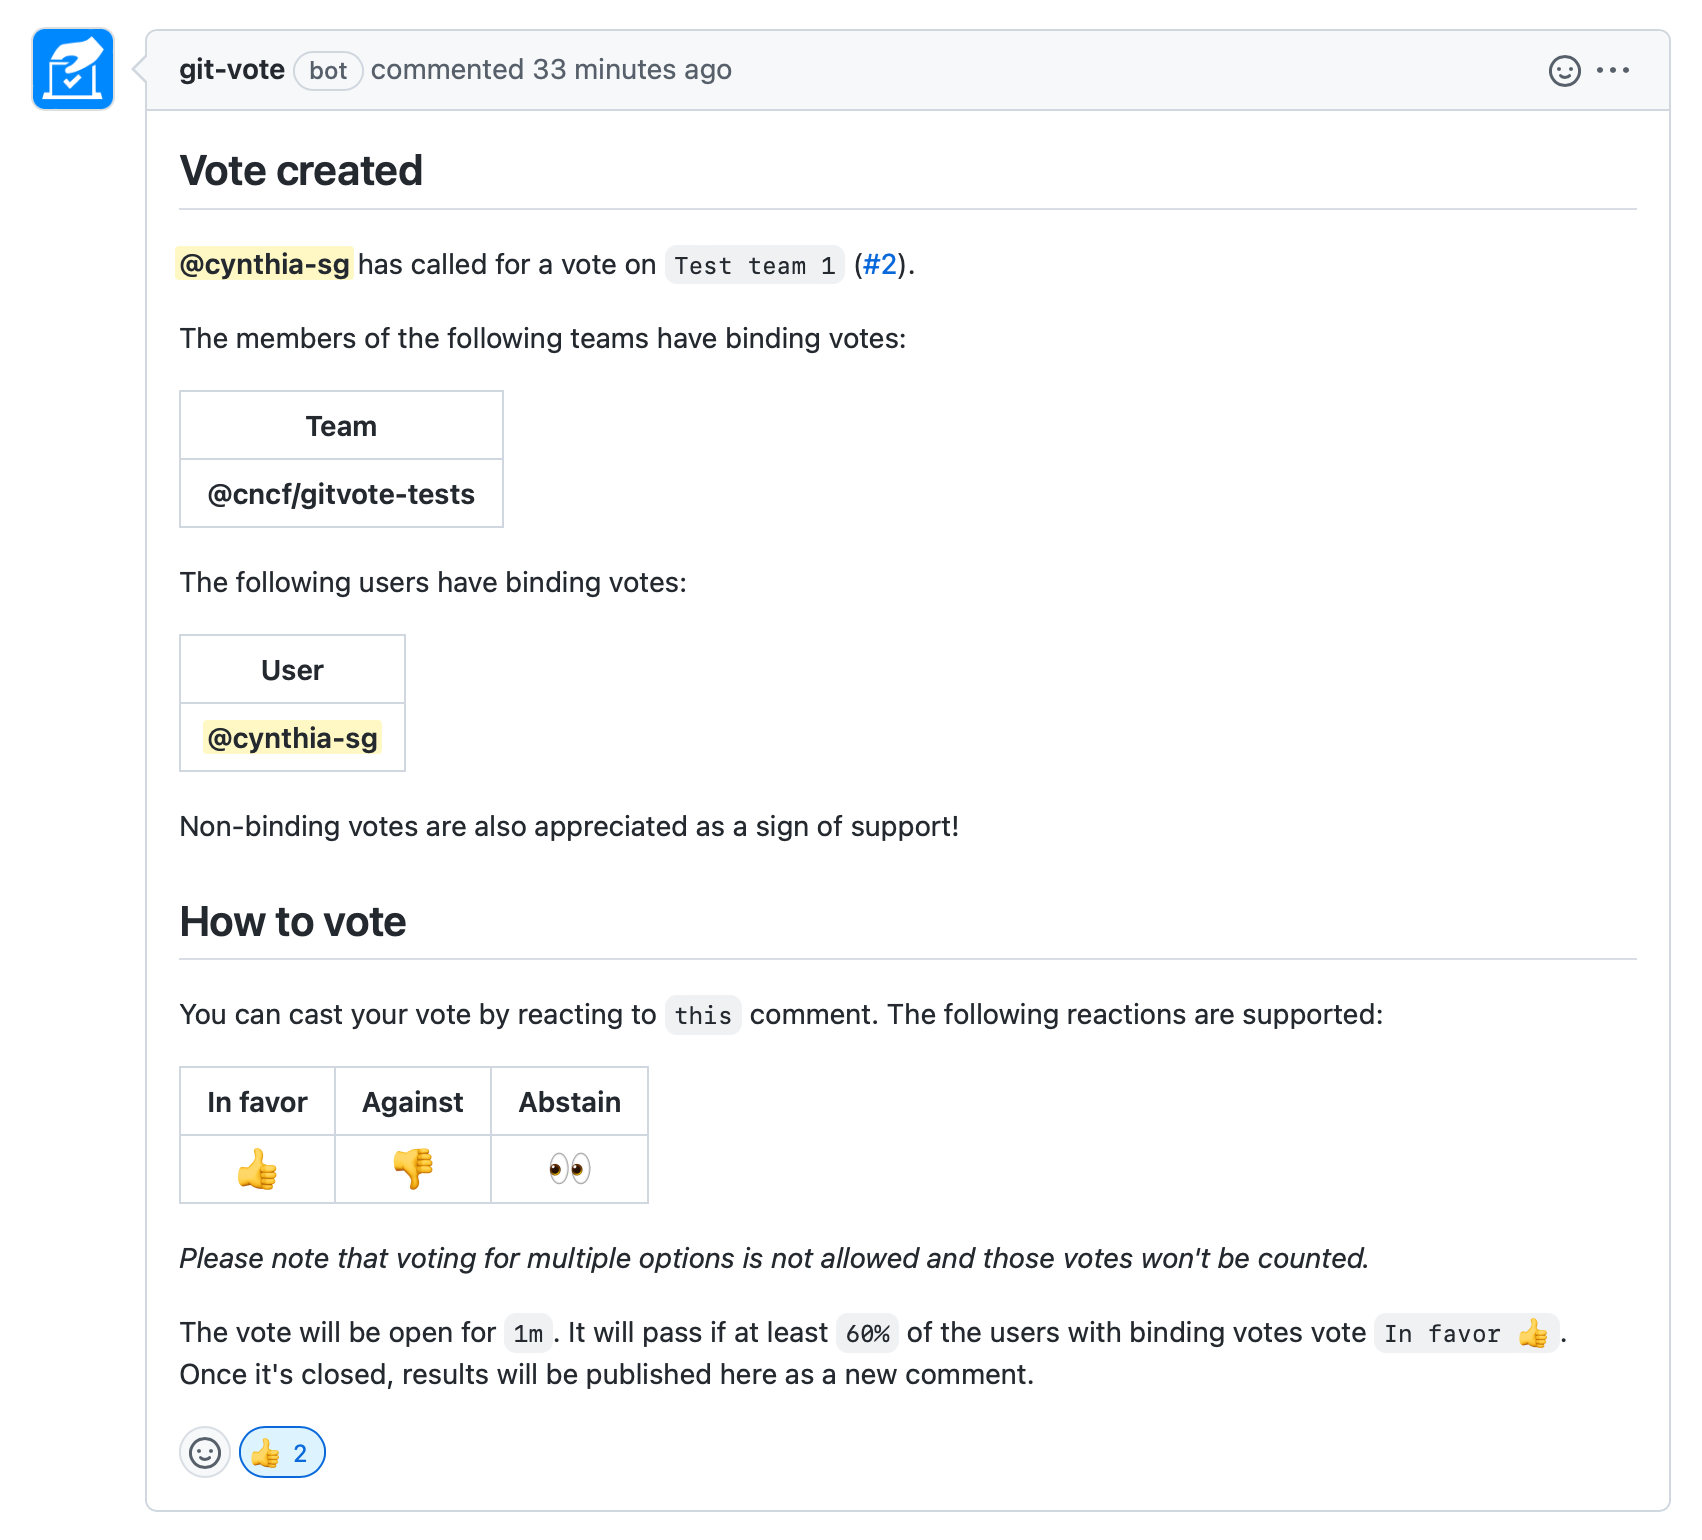 git-vote bot commented 33 minutes ago
Vote created
@cynthia-sg has called for a vote on Test team 1 (#2).
The members of the following teams have binding votes:
Team
@cncf/gitvote-tests
The following users have binding votes:
User
@cynthia-sg
Non-binding votes are also appreciated as a sign of support!
How to vote
You can cast your vote by reacting to this comment. The following reactions are supported:
In favor Against Abstain
👍 👎 👀
Please note that voting for multiple options is not allowed and those votes won't be counted.
The vote will be open for 1m. It will pass if at least 60% of the users with binding votes vote In favor 👍.
Once it's closed, results will be published here as a new comment.
👍 2